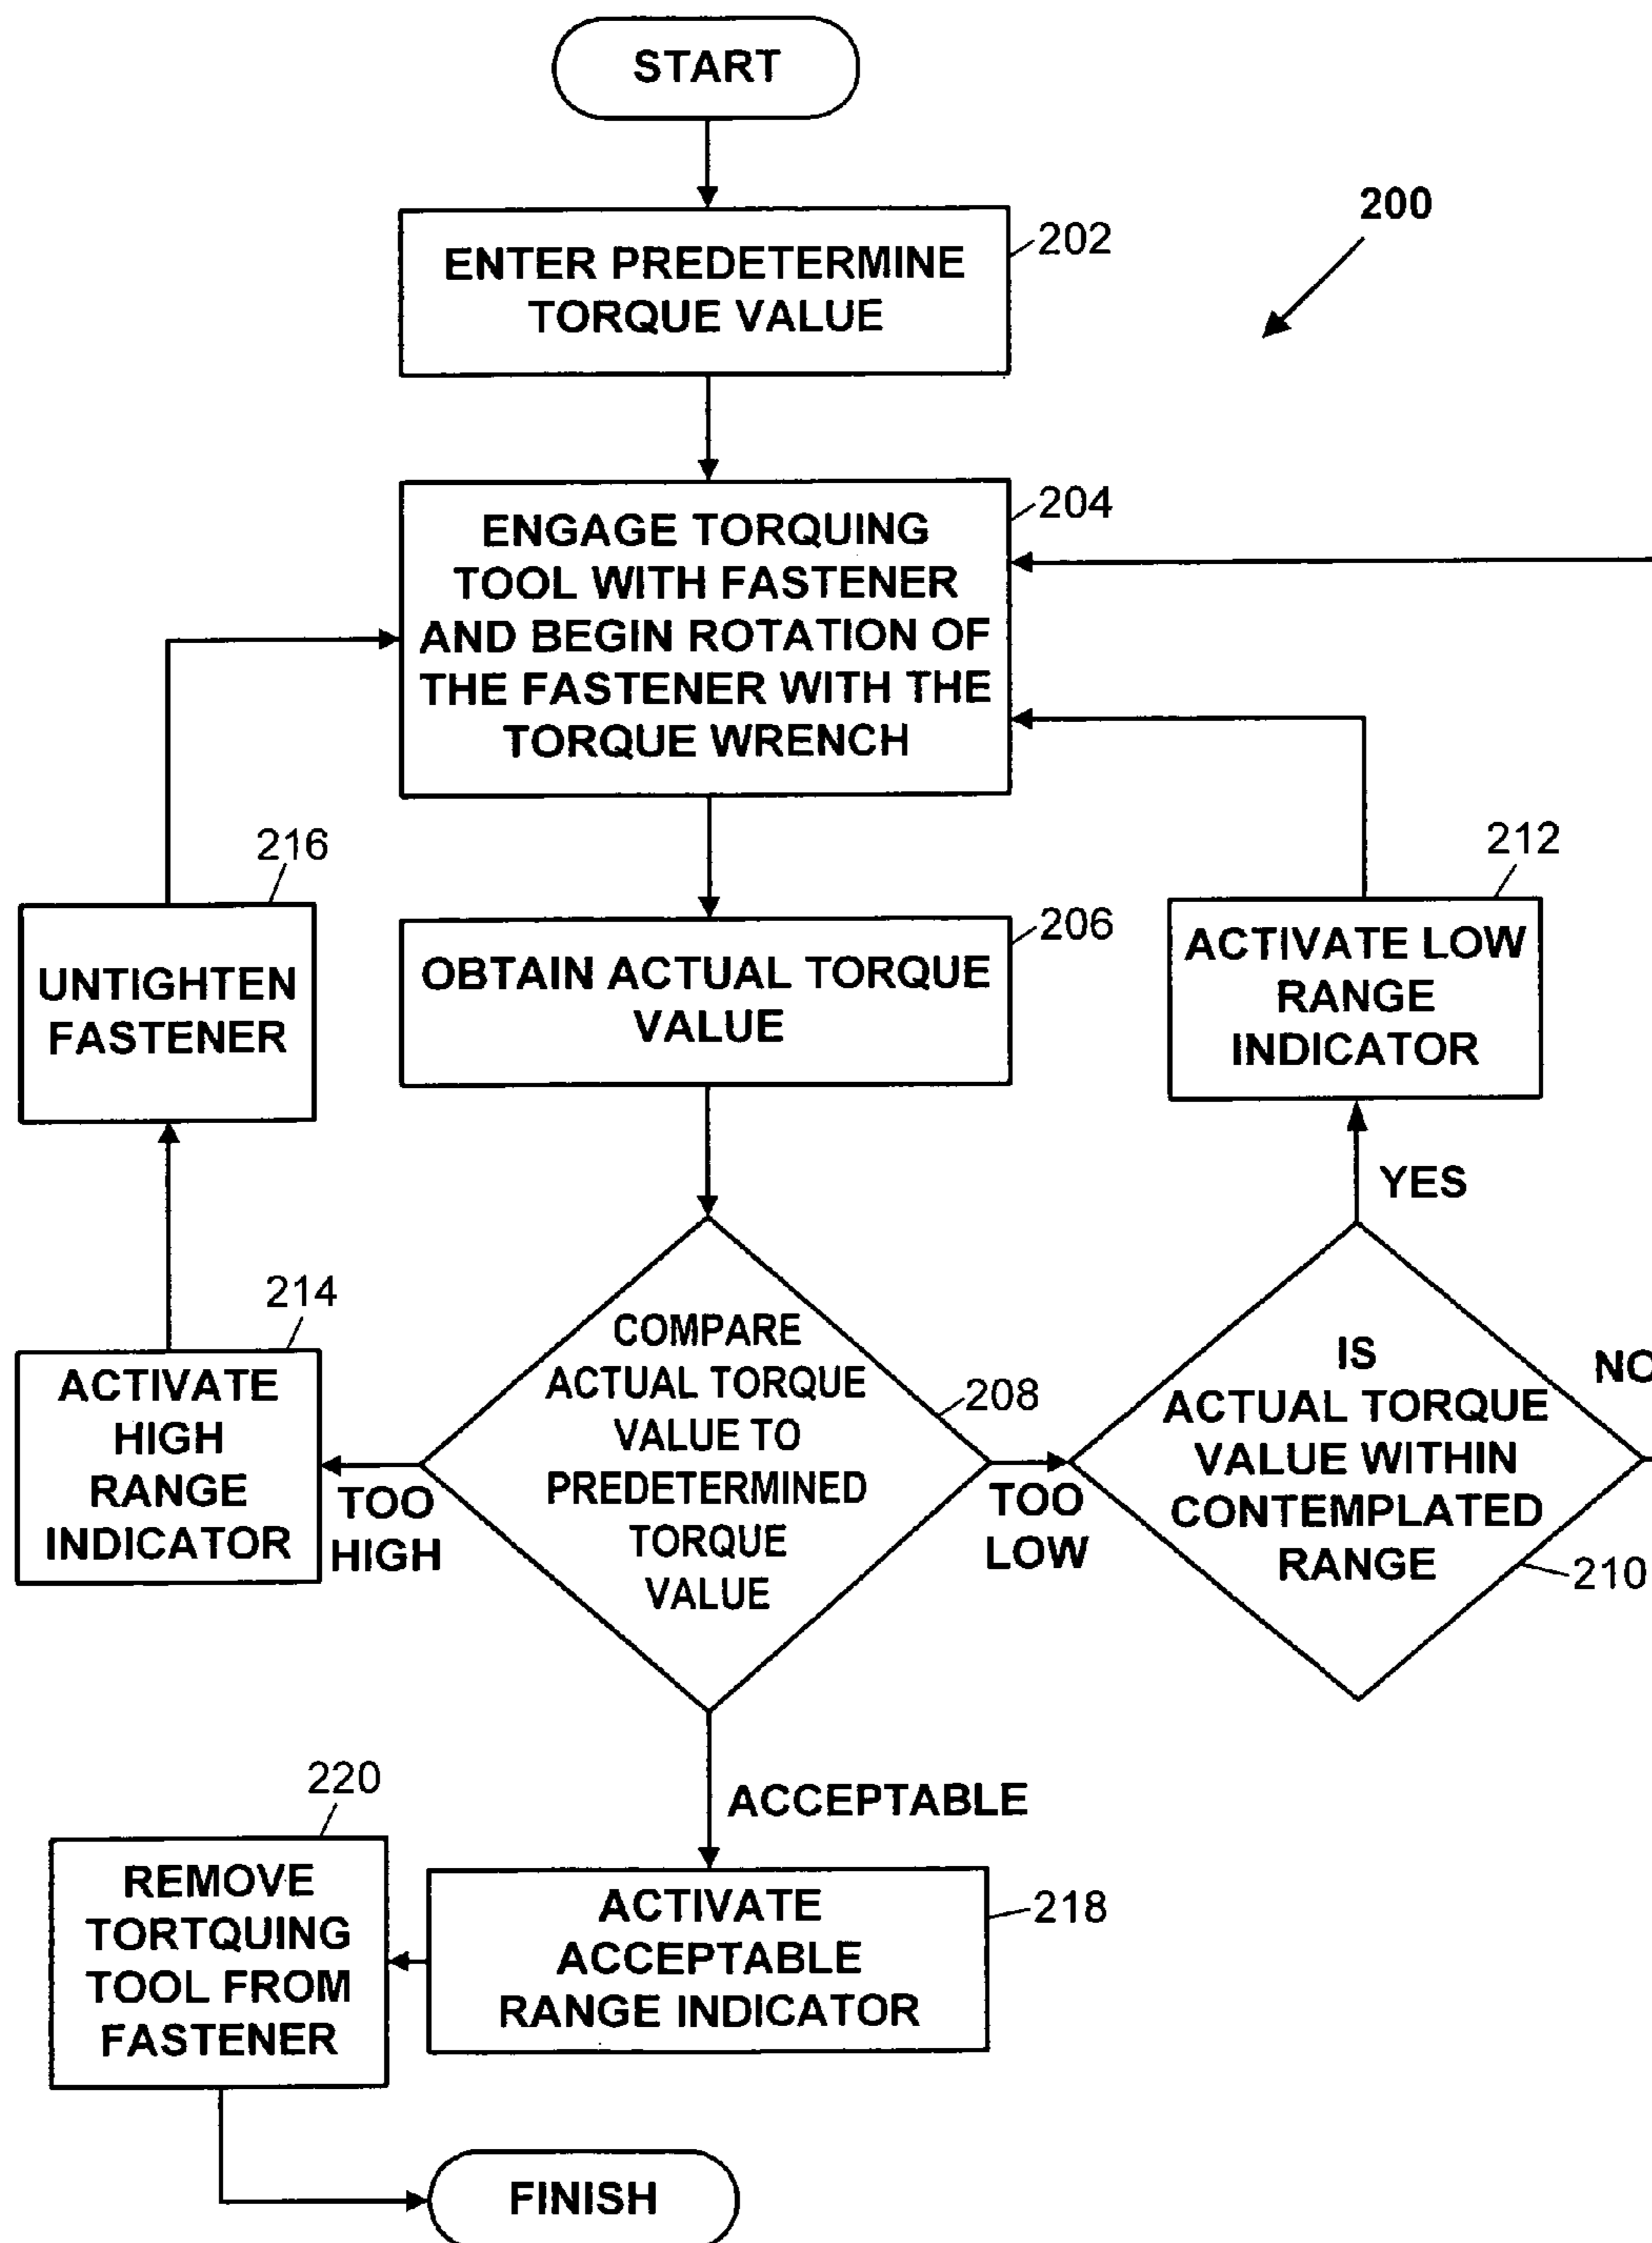 START
200
ENTER PREDETERMINE
TORQUE VALUE
202
ENGAGE TORQUING
TOOL WITH FASTENER
AND BEGIN ROTATION OF
THE FASTENER WITH THE
TORQUE WRENCH
204
216
UNTIGHTEN
FASTENER
OBTAIN ACTUAL TORQUE
VALUE
206
212
ACTIVATE LOW
RANGE
INDICATOR
YES
214
ACTIVATE
HIGH
RANGE
INDICATOR
TOO
HIGH
COMPARE
ACTUAL TORQUE
VALUE TO
PREDETERMINED
TORQUE
VALUE
208
TOO
LOW
IS
ACTUAL TORQUE
VALUE WITHIN
CONTEMPLATED
RANGE
NO
210
ACCEPTABLE
220
REMOVE
TORTQUING
TOOL FROM
FASTENER
ACTIVATE
ACCEPTABLE
RANGE INDICATOR
218
FINISH